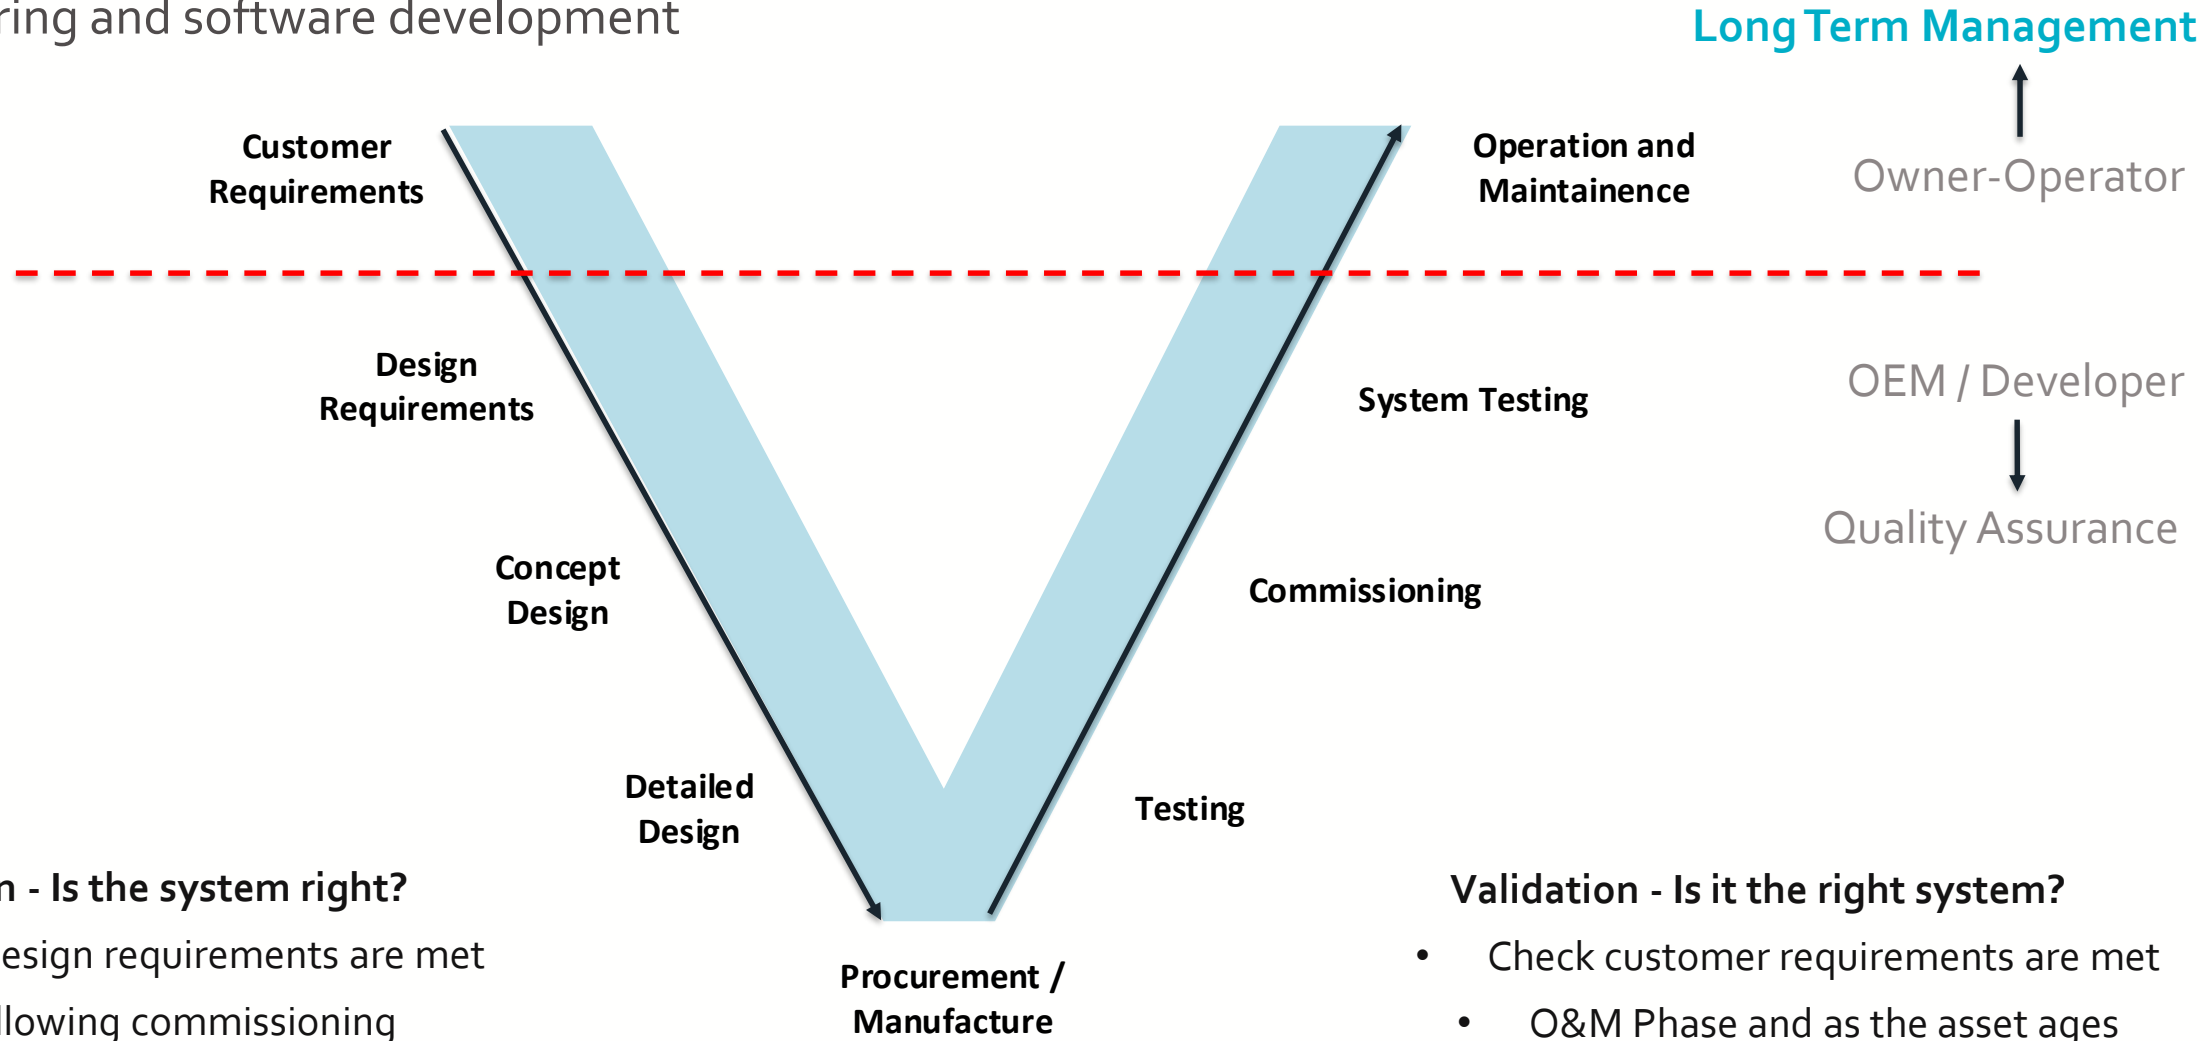 ring and software development
Long Term Management
Customer
Requirements
Operation and
Maintainence
Owner-Operator
Design
Requirements
System Testing
OEM / Developer
Quality Assurance
Concept
Design
Commissioning
Detailed
Design
Testing
n - Is the system right?
esign requirements are met
llowing commissioning
Procurement /
Manufacture
Validation - Is it the right system?
• Check customer requirements are met
• O&M Phase and as the asset ages